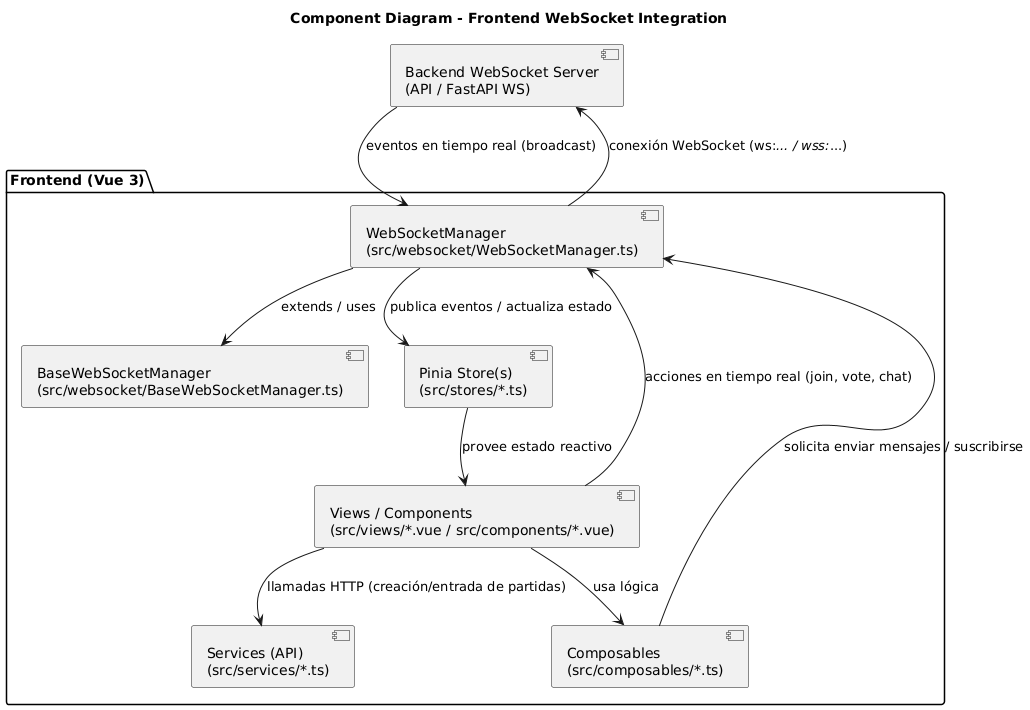 Component Diagram - Frontend WebSocket Integration
Backend WebSocket Server
(API / FastAPI WS)
eventos en tiempo real (broadcast)
conexión WebSocket (ws:... / wss:...)
Frontend (Vue 3)
WebSocketManager
(src/websocket/WebSocketManager.ts)
extends / uses
publica eventos / actualiza estado
BaseWebSocketManager
(src/websocket/BaseWebSocketManager.ts)
Pinia Store(s)
(src/stores/*.ts)
acciones en tiempo real (join, vote, chat)
provee estado reactivo
solicita enviar mensajes / suscribirse
Views / Components
(src/views/*.vue / src/components/*.vue)
llamadas HTTP (creación/entrada de partidas)
usa lógica
Services (API)
(src/services/*.ts)
Composables
(src/composables/*.ts)